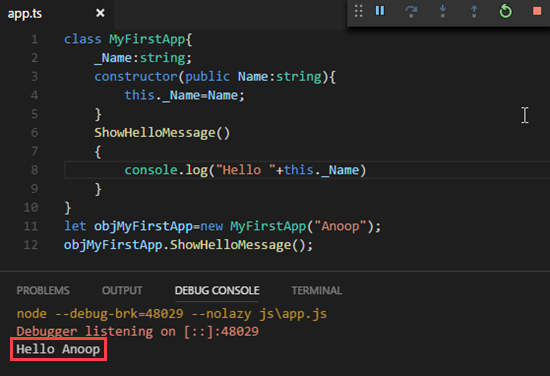 app.ts
1 class MyFirstApp{
2 _Name:string;
3 constructor(public Name:string){
4 this._Name=Name;
5 }
6 ShowHelloMessage()
7 {
8 console.log("Hello "+this._Name)
9 }
10 }
11 let objMyFirstApp=new MyFirstApp("Anoop");
12 objMyFirstApp.ShowHelloMessage();
PROBLEMS OUTPUT DEBUG CONSOLE TERMINAL
node --debug-brk=48029 --nolazy js\app.js
Debugger listening on [::]:48029
Hello Anoop